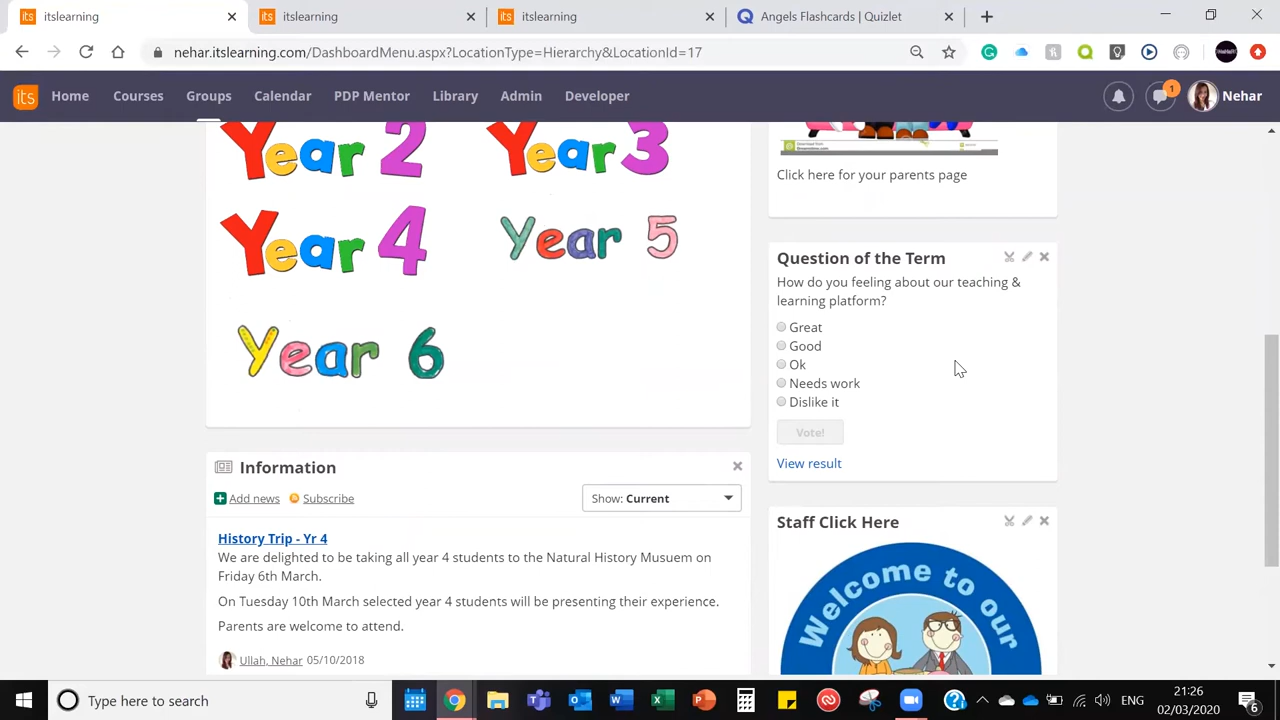 itslearning
itslearning
itslearning
Angels Flashcards | Quizlet
nehar.itslearning.com/DashboardMenu.aspx?LocationType=Hierarchy&LocationId=17
its
Home
Courses
Groups
Calendar
PDP Mentor
Library
Admin
Developer
1
Nehar
Year 2
Year 3
Year 4
Year 5
Year 6
Click here for your parents page
Question of the Term
How do you feeling about our teaching &
learning platform?
Great
Good
Ok
Needs work
Dislike it
Vote!
View result
Information
Add news
Subscribe
Show: Current
History Trip - Yr 4
We are delighted to be taking all year 4 students to the Natural History Musuem on
Friday 6th March.
On Tuesday 10th March selected year 4 students will be presenting their experience.
Parents are welcome to attend.
Ullah, Nehar 05/10/2018
Staff Click Here
Welcome to our
Type here to search
ENG
21:26
02/03/2020
6